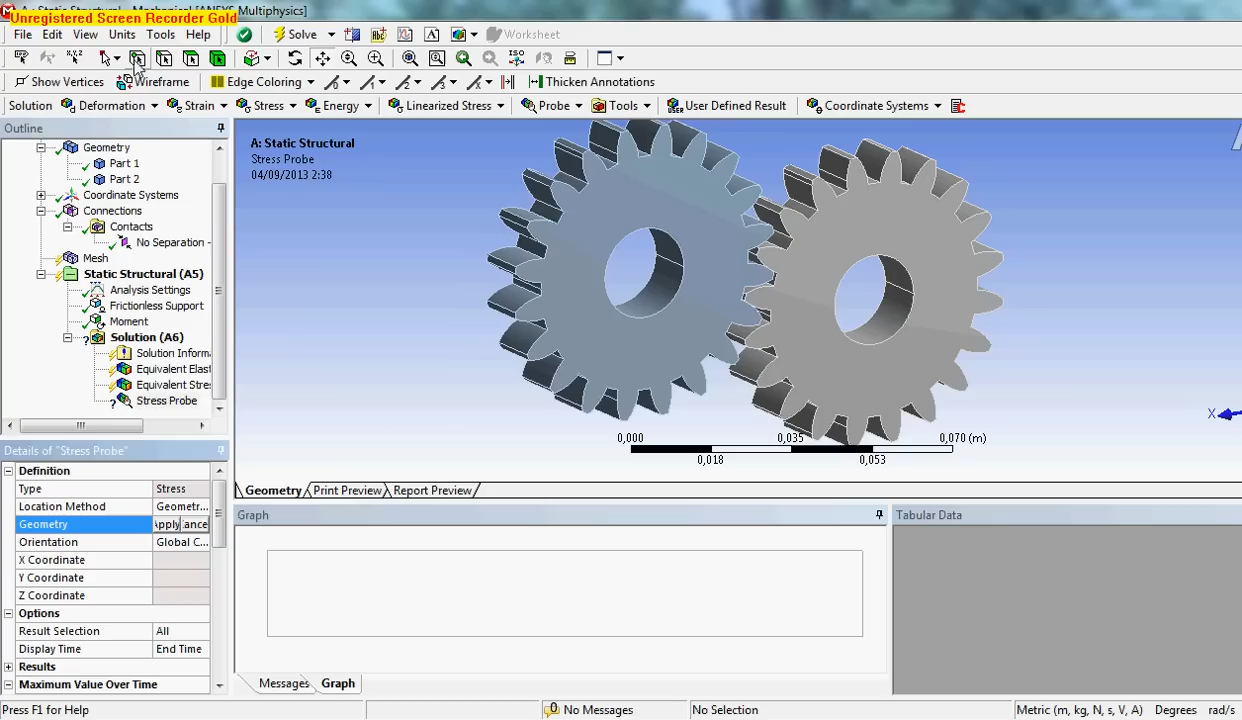 A : Static Structural - Mechanical [ANSYS Multiphysics]
Unregistered Screen Recorder Gold
File Edit View Units Tools Help Solve Worksheet
Show Vertices Wireframe Edge Coloring Thicken Annotations
Solution Deformation Strain Stress Energy Linearized Stress Probe Tools User Defined Result Coordinate Systems
Outline
Geometry
Part 1
Part 2
Coordinate Systems
Connections
Contacts
No Separation -
Mesh
Static Structural (A5)
Analysis Settings
Frictionless Support
Moment
Solution (A6)
Solution Inform
Equivalent Elast
Equivalent Stre
Stress Probe
A: Static Structural
Stress Probe
04/09/2013 2:38
X
0,000 0,035 0,070 (m)
0,018 0,053
Geometry Print Preview Report Preview
Details of "Stress Probe"
Definition
Type Stress
Location Method Geometr...
Geometry Apply ance
Orientation Global C...
X Coordinate
Y Coordinate
Z Coordinate
Options
Result Selection All
Display Time End Time
Results
Maximum Value Over Time
Graph
Tabular Data
Messages Graph
Press F1 for Help
0 No Messages
No Selection
Metric (m, kg, N, s, V, A) Degrees rad/s